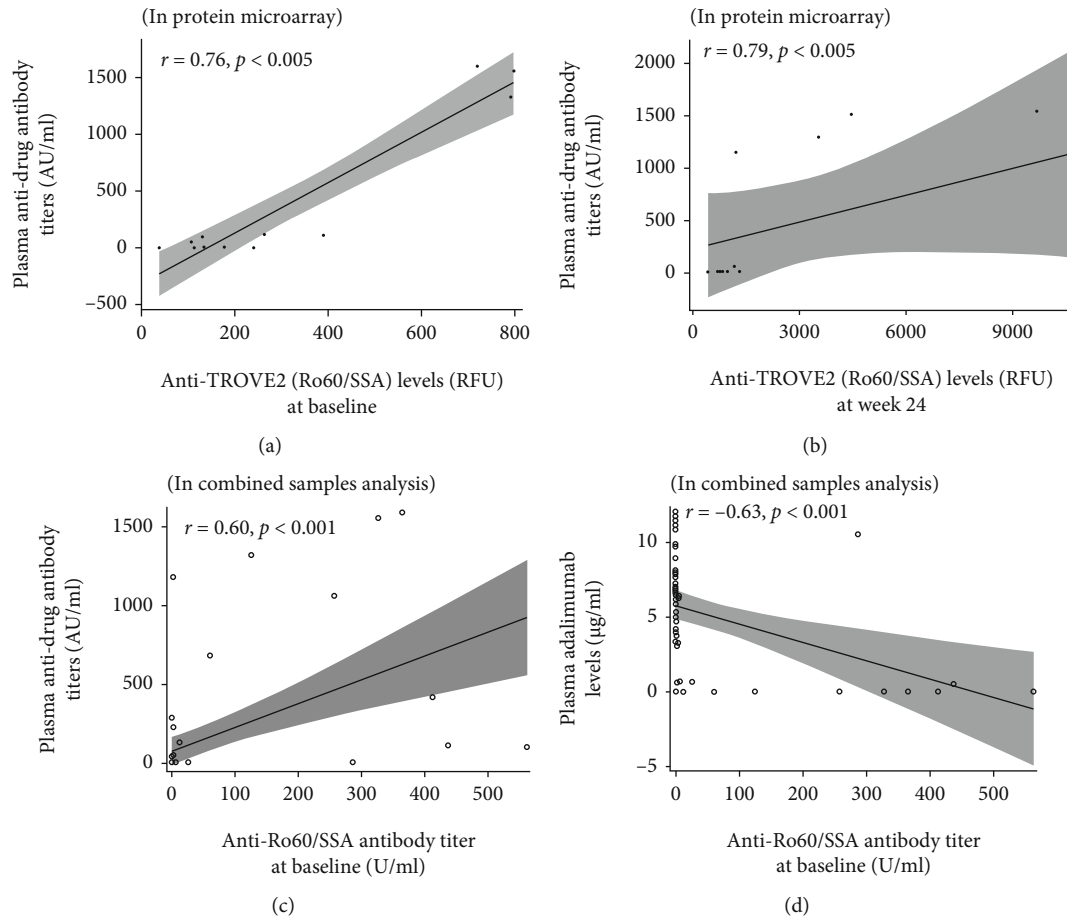 (In protein microarray)
r = 0.76, p < 0.005
Plasma anti-drug antibody
titers (AU/ml)
1500
1000
500
0
−500
0
200
400
600
800
Anti-TROVE2 (Ro60/SSA) levels (RFU)
at baseline
(a)
(In protein microarray)
r = 0.79, p < 0.005
Plasma anti-drug antibody
titers (AU/ml)
2000
1500
1000
500
0
0
3000
6000
9000
Anti-TROVE2 (Ro60/SSA) levels (RFU)
at week 24
(b)
(In combined samples analysis)
r = 0.60, p < 0.001
Plasma anti-drug antibody
titers (AU/ml)
1500
1000
500
0
0
100
200
300
400
500
Anti-Ro60/SSA antibody titer
at baseline (U/ml)
(c)
(In combined samples analysis)
r = −0.63, p < 0.001
Plasma adalimumab
levels (μg/ml)
10
5
0
−5
0
100
200
300
400
500
Anti-Ro60/SSA antibody titer
at baseline (U/ml)
(d)